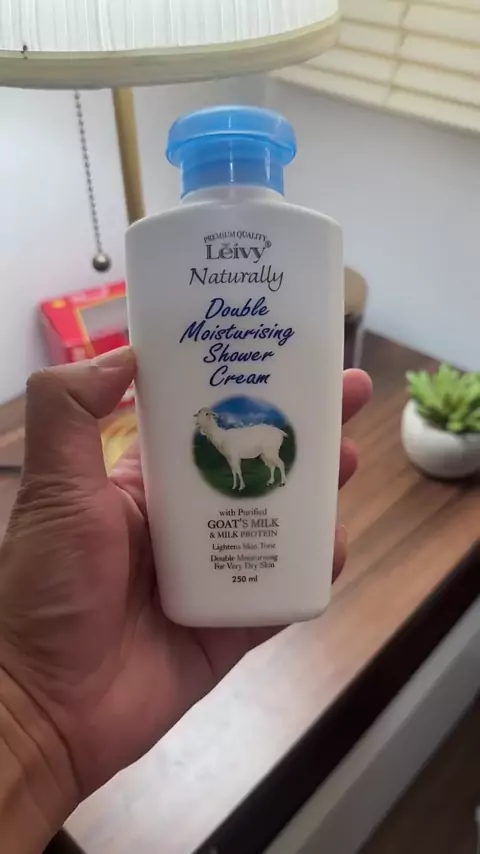 PREMIUM QUALITY
Leivy®
Naturally
Double
Moisturising
Shower
Cream
with Purified
GOAT'S MILK
& MILK PROTEIN
Lightens Skin Tone
Double Moisturising
For Very Dry Skin
250 ml